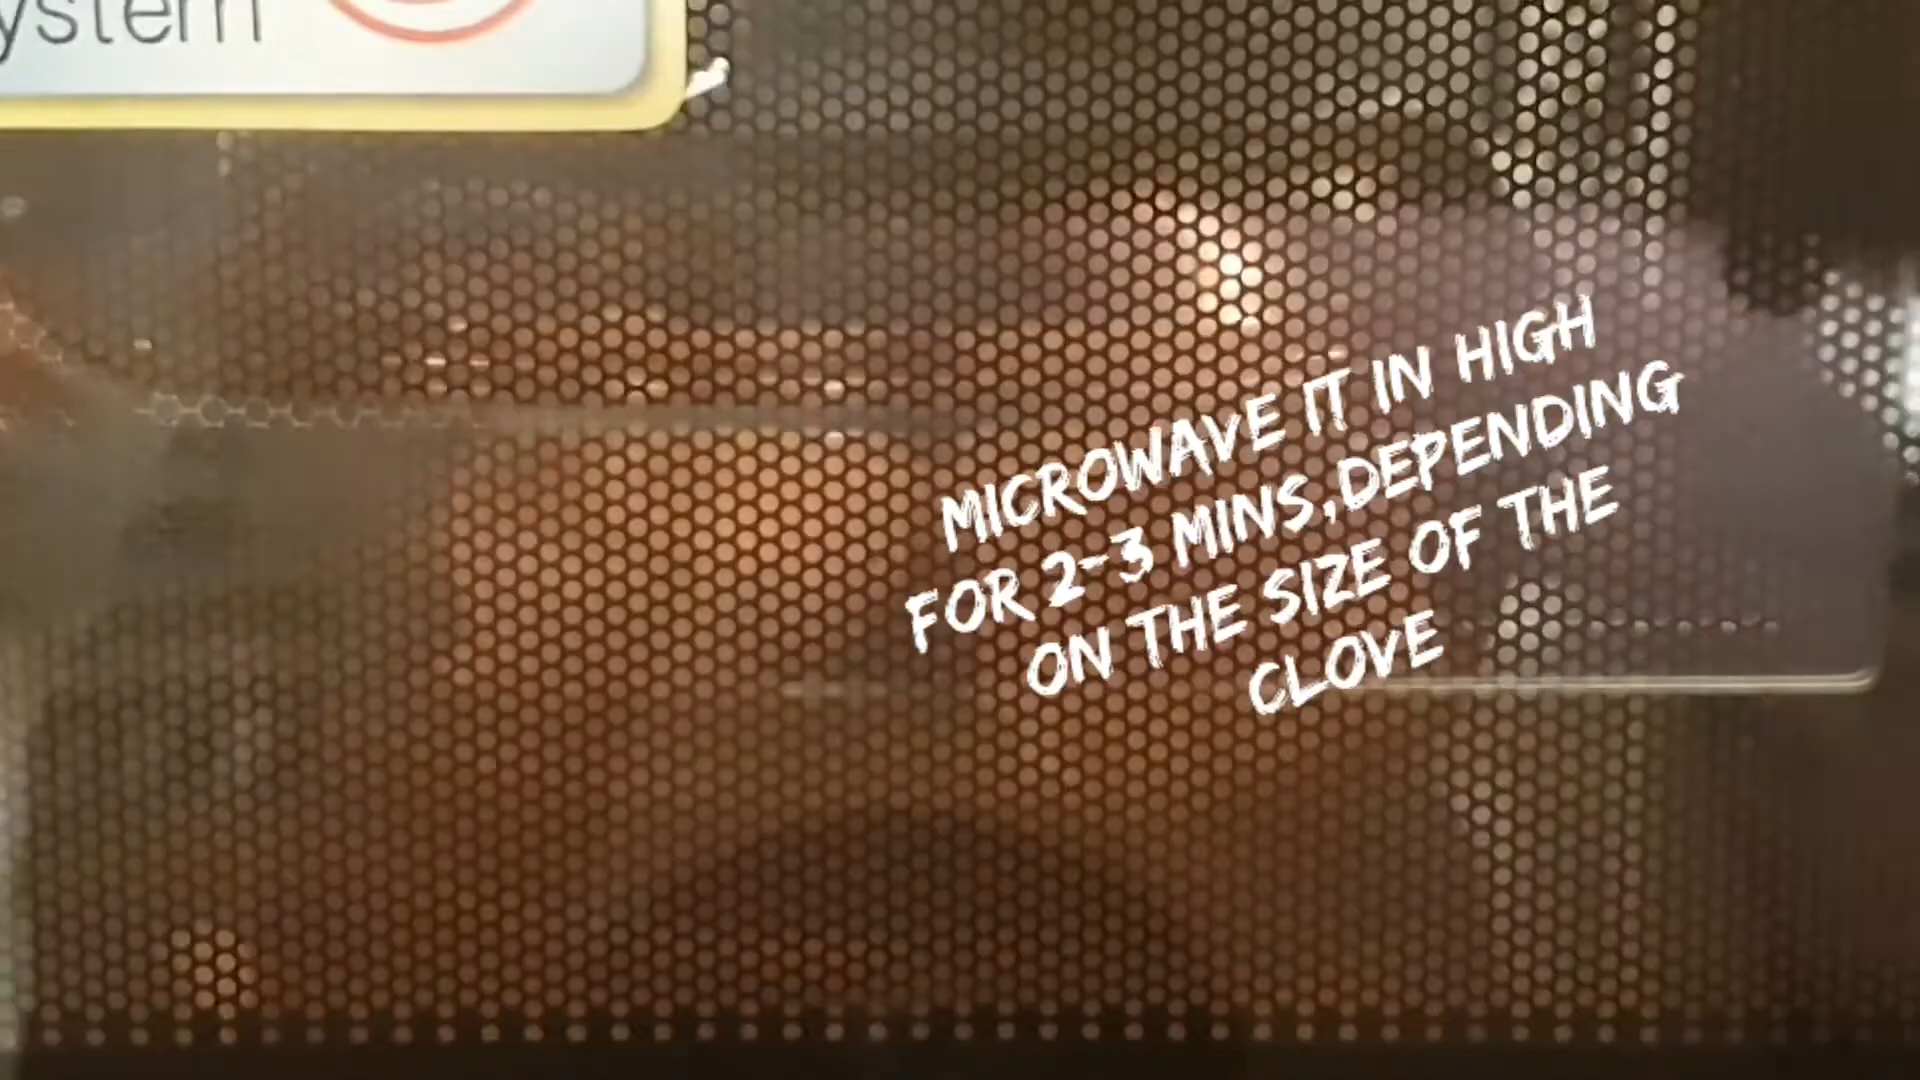 ystem
MICROWAVE IT IN HIGH
FOR 2-3 MINS,DEPENDING
ON THE SIZE OF THE
CLOVE